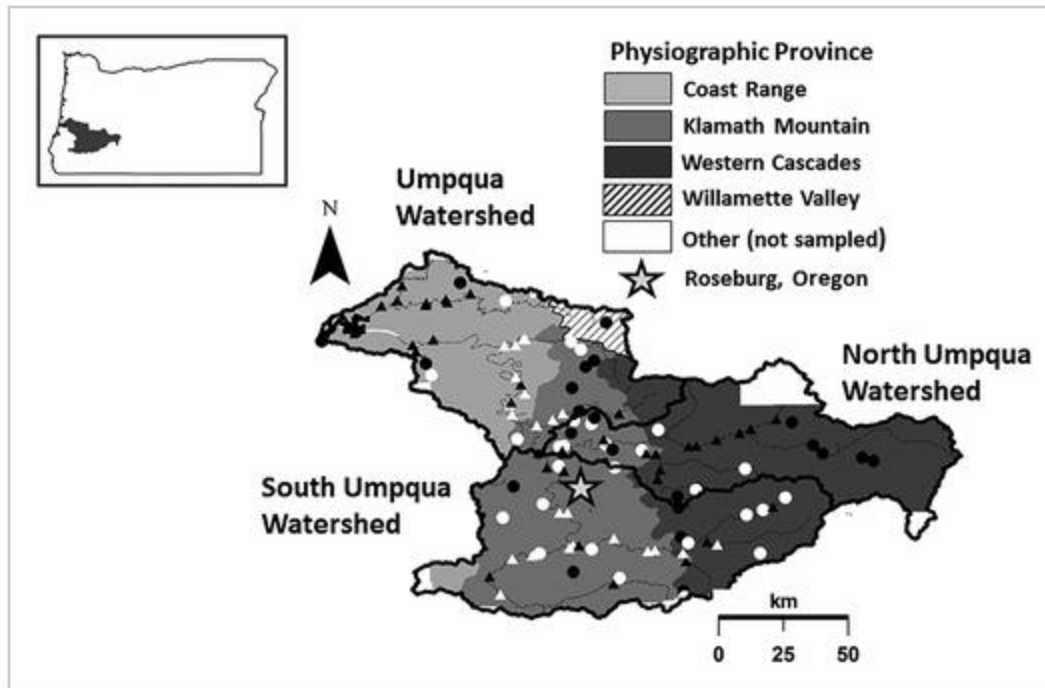 Physiographic Province
Coast Range
Klamath Mountain
Western Cascades
Willamette Valley
Other (not sampled)
Roseburg, Oregon
Umpqua
Watershed
N
North Umpqua
Watershed
South Umpqua
Watershed
km
0 25 50